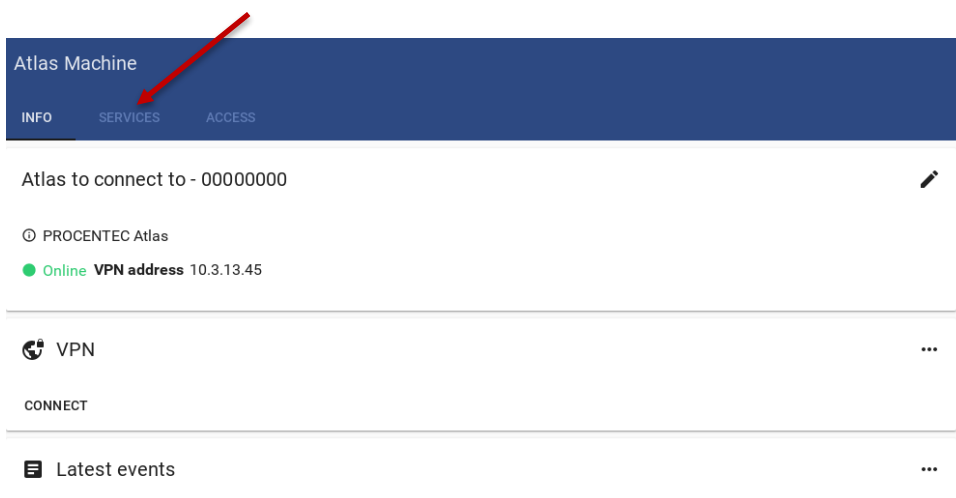 Atlas Machine
INFO SERVICES ACCESS
Atlas to connect to - 00000000
PROCENTEC Atlas
Online VPN address 10.3.13.45
VPN
CONNECT
Latest events